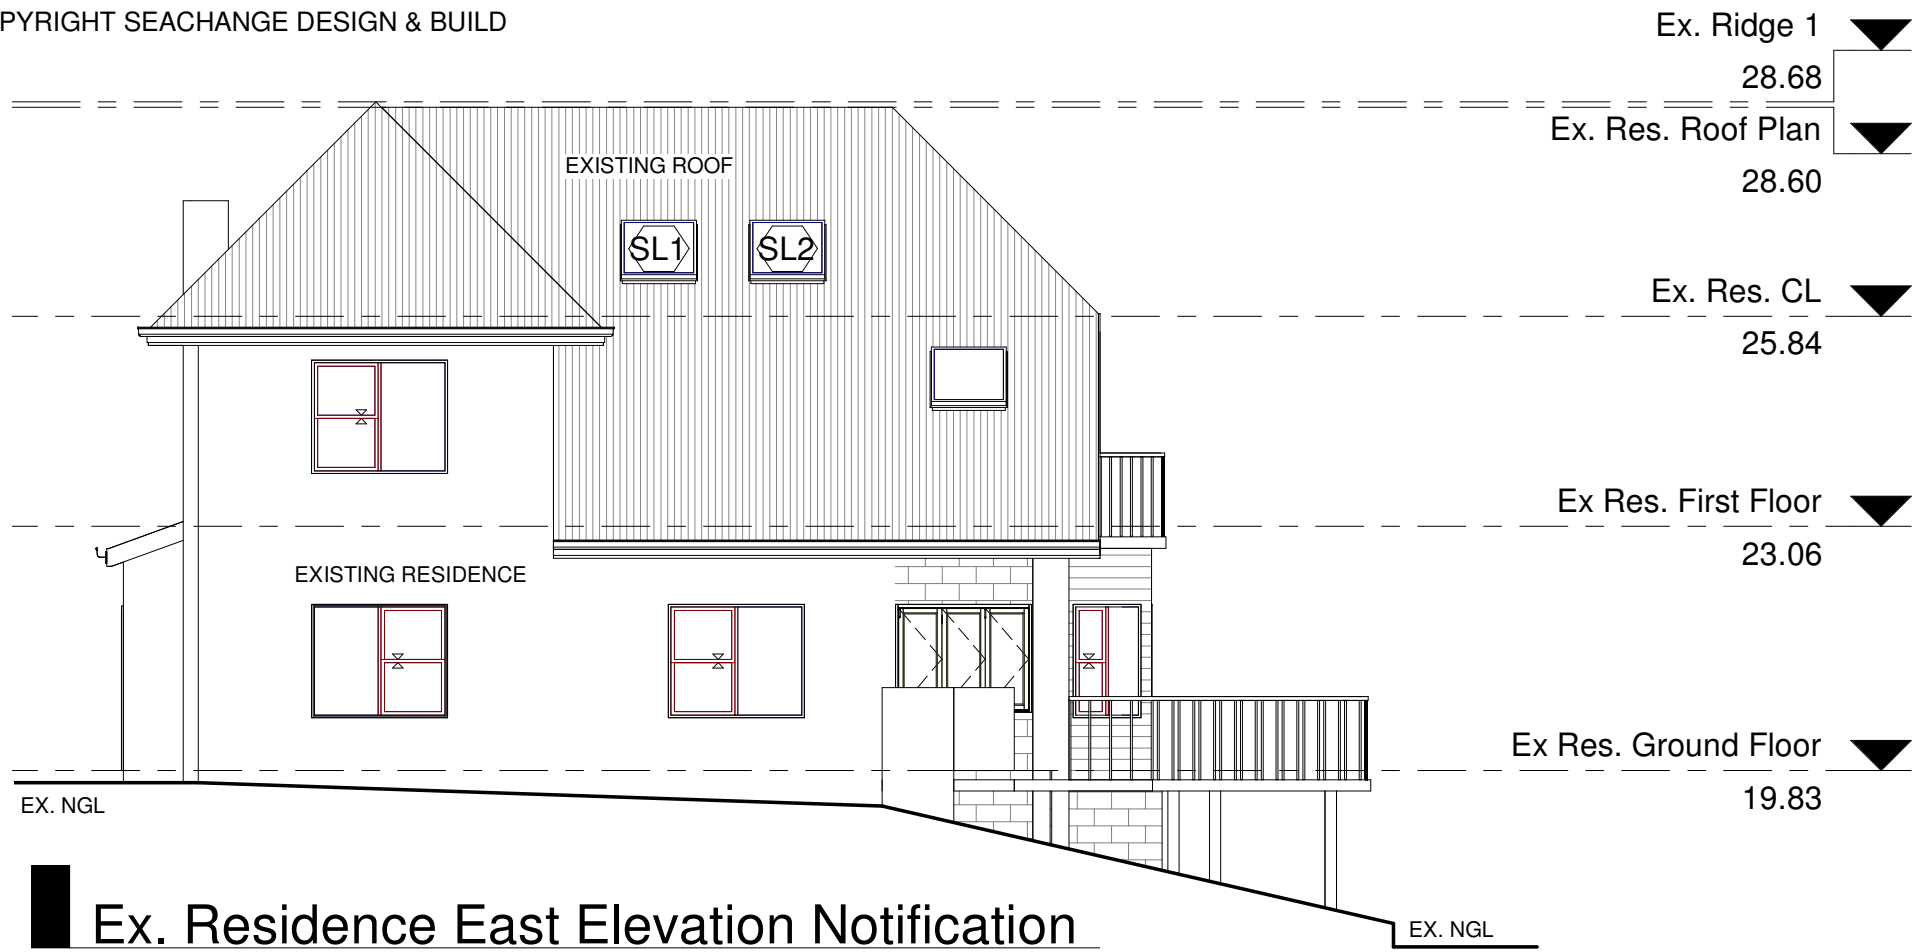 PYRIGHT SEACHANGE DESIGN & BUILD
Ex. Ridge 1
28.68
Ex. Res. Roof Plan
28.60
EXISTING ROOF
SL1
SL2
Ex. Res. CL
25.84
Ex Res. First Floor
23.06
EXISTING RESIDENCE
Ex Res. Ground Floor
19.83
EX. NGL
Ex. Residence East Elevation Notification
EX. NGL